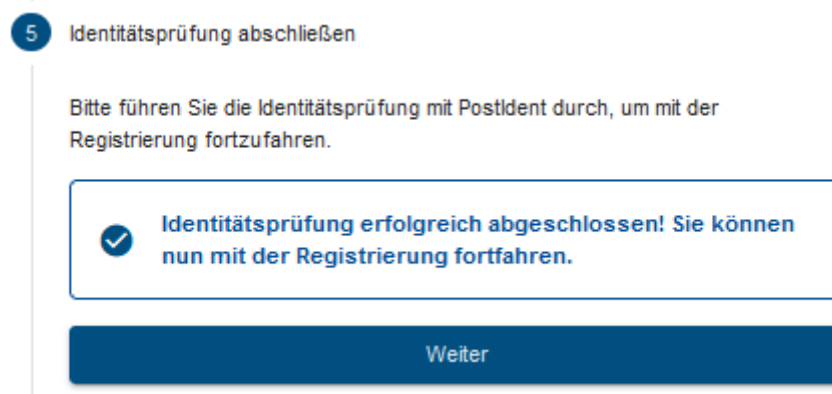 5 Identitätsprüfung abschließen
Bitte führen Sie die Identitätsprüfung mit PostIdent durch, um mit der
Registrierung fortzufahren.
Identitätsprüfung erfolgreich abgeschlossen! Sie können
nun mit der Registrierung fortfahren.
Weiter